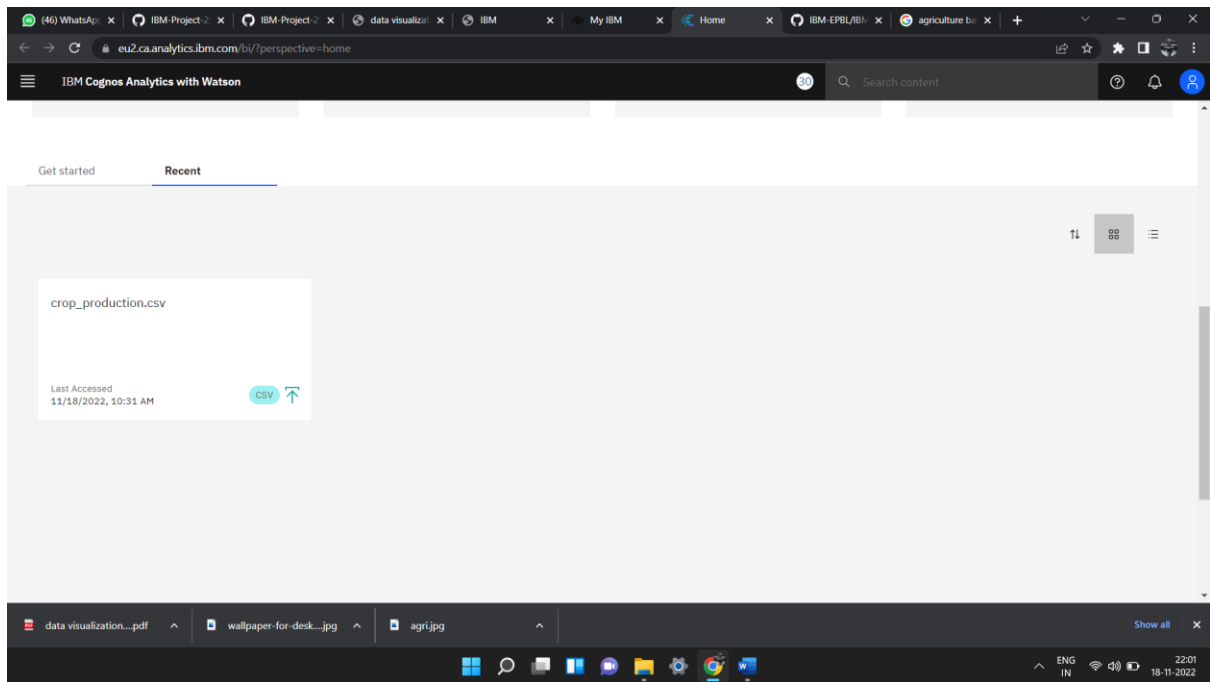 (46) WhatsAp
IBM-Project-2
IBM-Project-2
data visualizat
IBM
My IBM
Home
IBM-EPBL/IBM
agriculture ba
eu2.ca.analytics.ibm.com/bi/?perspective=home
IBM Cognos Analytics with Watson
30
Search content
Get started
Recent
crop_production.csv
Last Accessed
11/18/2022, 10:31 AM
CSV
data visualization....pdf
wallpaper-for-desk....jpg
agri.jpg
Show all
ENG
IN
22:01
18-11-2022